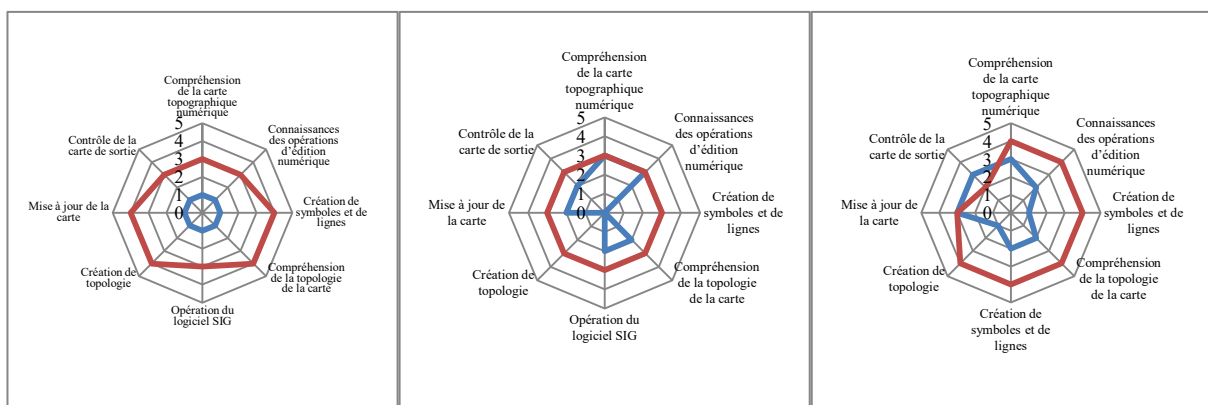 Compréhension
de la carte
topographique
numérique
5
4
3
2
1
0
Connaissances
des opérations
d'édition
numérique
Création de
symboles et de
lignes
Compréhension
de la topologie
de la carte
Opération du
logiciel SIG
Création de
topologie
Mise à jour de la
carte
Contrôle de la
carte de sortie
Compréhension
de la carte
topographique
numérique
5
4
3
2
1
0
Connaissances
des opérations
d'édition
numérique
Création de
symboles et de
lignes
Compréhension
de la topologie
de la carte
Opération du
logiciel SIG
Création de
topologie
Mise à jour de
la carte
Contrôle de la
carte de sortie
Compréhension
de la carte
topographique
numérique
5
4
3
2
1
0
Connaissances
des opérations
d'édition
numérique
Création de
symboles et de
lignes
Compréhension
de la topologie de
la carte
Création de
symboles et de
lignes
Création de
topologie
Mise à jour de
la carte
Contrôle de la
carte de sortie